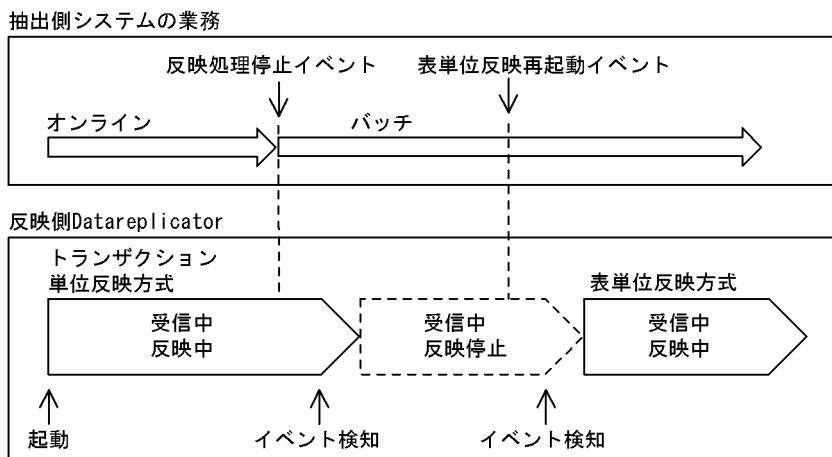 抽出側システムの業務
反映処理停止イベント
表単位反映再起動イベント
オンライン
バッチ
反映側Datareplicator
トランザクション
単位反映方式
表単位反映方式
受信中
反映中
受信中
反映停止
受信中
反映中
起動
イベント検知
イベント検知